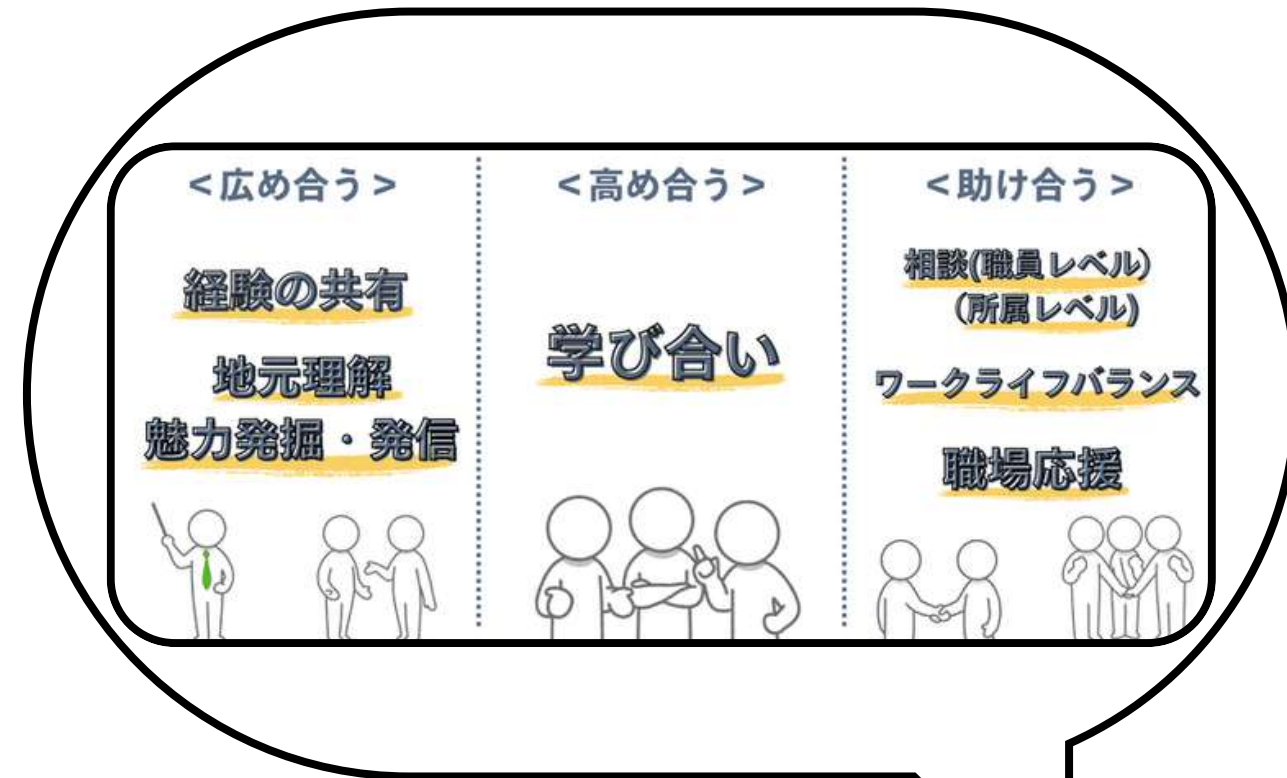 <広め合う>
経験の共有
地元理解
魅力発掘・発信
<高め合う>
学び合い
<助け合う>
相談(職員レベル)
(所属レベル)
ワークライフバランス
職場応援